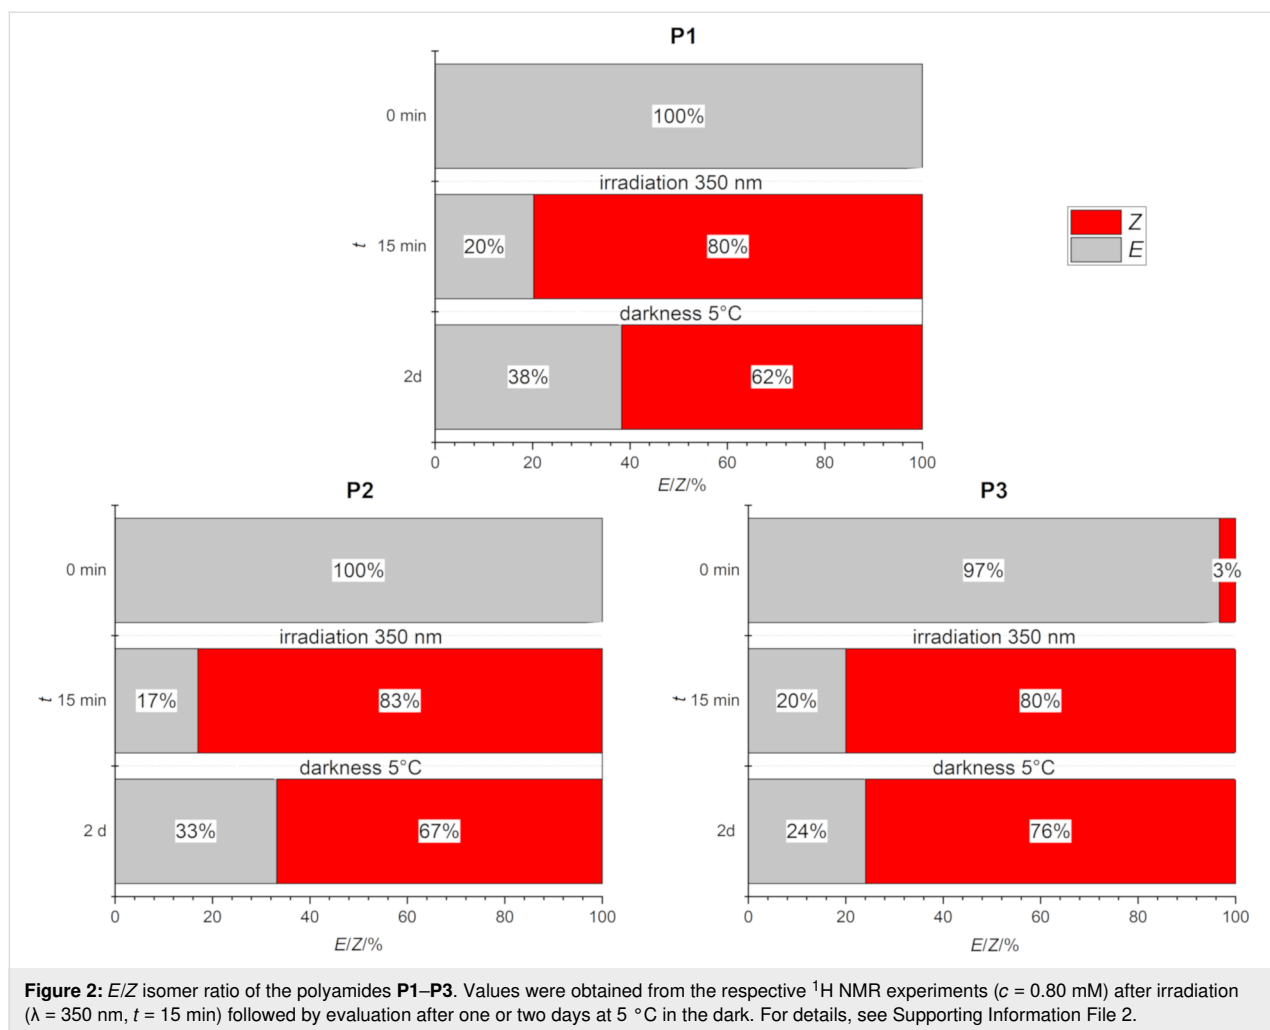 P1
0 min
100%
irradiation 350 nm
t
15 min
20%
80%
Z
E
darkness 5°C
2d
38%
62%
0 20 40 60 80 100
E/Z/%
P2
0 min
100%
irradiation 350 nm
t
15 min
17%
83%
darkness 5°C
2 d
33%
67%
0 20 40 60 80 100
E/Z/%
P3
0 min
97%
3%
irradiation 350 nm
t
15 min
20%
80%
darkness 5°C
2d
24%
76%
0 20 40 60 80 100
E/Z/%
Figure 2: E/Z isomer ratio of the polyamides P1–P3. Values were obtained from the respective ¹H NMR experiments (c = 0.80 mM) after irradiation
(λ = 350 nm, t = 15 min) followed by evaluation after one or two days at 5 °C in the dark. For details, see Supporting Information File 2.